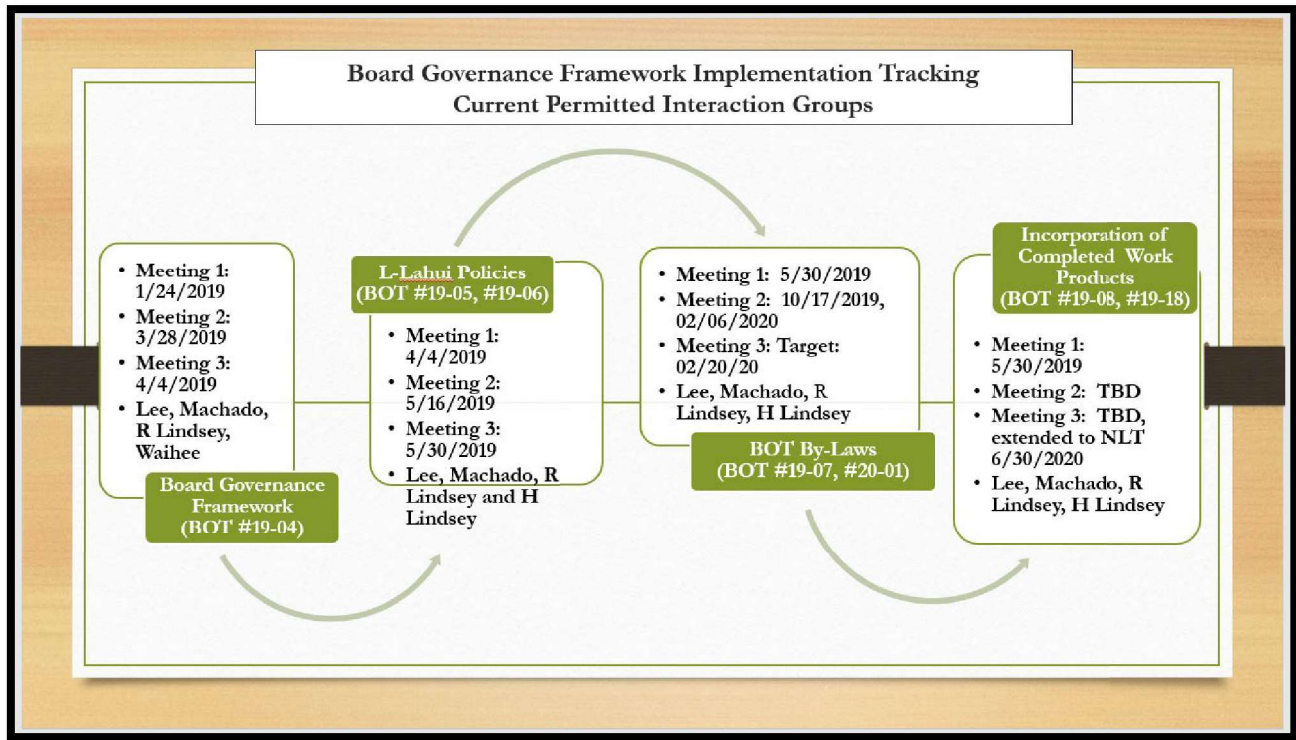 Board Governance Framework Implementation Tracking
Current Permitted Interaction Groups
• Meeting 1:
1/24/2019
• Meeting 2:
3/28/2019
• Meeting 3:
4/4/2019
• Lee, Machado,
R Lindsey,
Waihee
Board Governance
Framework
(BOT #19-04)
L-Lahui Policies
(BOT #19-05, #19-06)
• Meeting 1:
4/4/2019
• Meeting 2:
5/16/2019
• Meeting 3:
5/30/2019
• Lee, Machado, R
Lindsey and H
Lindsey
• Meeting 1: 5/30/2019
• Meeting 2: 10/17/2019,
02/06/2020
• Meeting 3: Target:
02/20/20
• Lee, Machado, R
Lindsey, H Lindsey
BOT By-Laws
(BOT #19-07, #20-01)
Incorporation of
Completed Work
Products
(BOT #19-08, #19-18)
• Meeting 1:
5/30/2019
• Meeting 2: TBD
• Meeting 3: TBD,
extended to NLT
6/30/2020
• Lee, Machado, R
Lindsey, H Lindsey